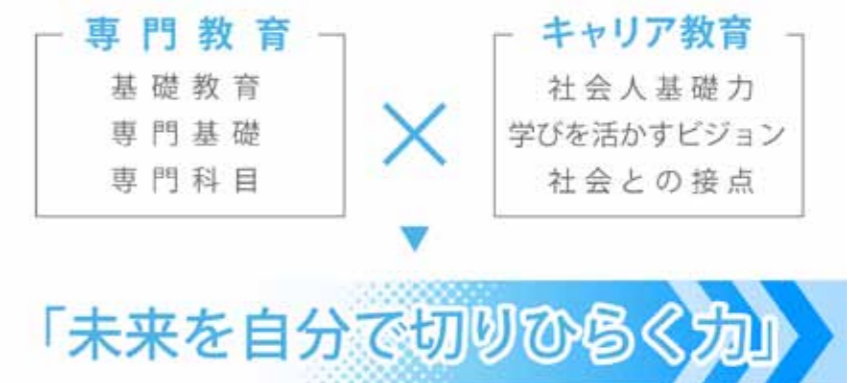 専門教育
基礎教育
専門基礎
専門科目
×
キャリア教育
社会人基礎力
学びを活かすビジョン
社会との接点
「未来を自分で切りひらく力」